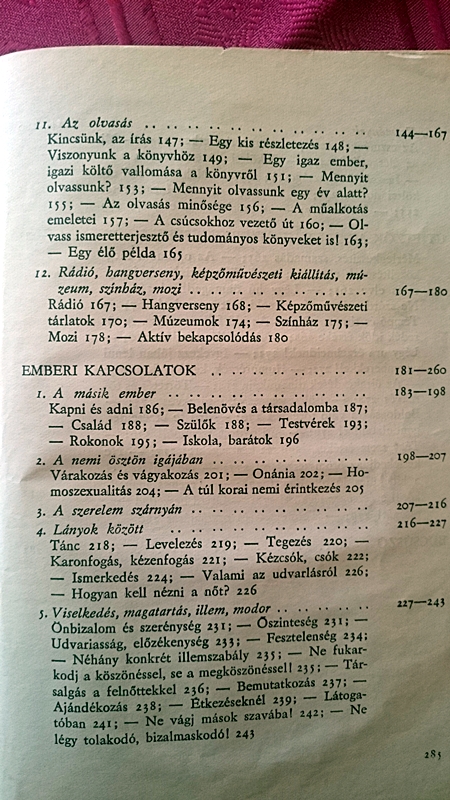 11. Az olvasás .. .. .. .. .. .. .. .. .. .. .. 144—167
Kincsünk, az írás 147; — Egy kis részletezés 148; —
Viszonyunk a könyvhöz 149; — Egy igaz ember,
igazi költő vallomása a könyvről 151; — Mennyit
olvassunk? 153; — Mennyit olvassunk egy év alatt?
155; — Az olvasás minősége 156; — A műalkotás
emeletei 157; — A csúcsokhoz vezető út 160; — Ol-
vass ismeretterjesztő és tudományos könyveket is! 163;
— Egy élő példa 165
12. Rádió, hangverseny, képzőművészeti kiállítás, mú-
zeum, színház, mozi .. .. .. .. .. .. .. .. .. 167—180
Rádió 167; — Hangverseny 168; — Képzőművészeti
tárlatok 170; — Múzeumok 174; — Színház 175; —
Mozi 178; — Aktív bekapcsolódás 180
EMBERI KAPCSOLATOK .. .. .. .. .. .. .. 181—260
1. A másik ember .. .. .. .. .. .. .. .. .. 183—198
Kapni és adni 186; — Belenövés a társadalomba 187;
— Család 188; — Szülők 188; — Testvérek 193;
— Rokonok 195; — Iskola, barátok 196
2. A nemi ösztön igájában .. .. .. .. .. .. .. 198—207
Várakozás és vágyakozás 201; — Onánia 202; — Ho-
moszexualitás 204; — A túl korai nemi érintkezés 205
3. A szerelem szárnyán .. .. .. .. .. .. .. .. 207—216
4. Lányok között .. .. .. .. .. .. .. .. .. 216—227
Tánc 218; — Levelezés 219; — Tegezés 220; —
Karonfogás, kézenfogás 221; — Kézcsók, csók 222;
— Ismerkedés 224; — Valami az udvarlásról 226;
— Hogyan kell nézni a nőt? 226
5. Viselkedés, magatartás, illem, modor .. .. .. .. 227—243
Önbizalom és szerénység 231; — Őszinteség 231; —
Udvariasság, előzékenység 233; — Fesztelenség 234;
— Néhány konkrét illemszabály 235; — Ne fukar-
kodj a köszönéssel, se a megköszönéssel! 235; — Tár-
salgás a felnőttekkel 236; — Bemutatkozás 237; —
Ajándékozás 238; — Étkezéseknél 239; — Látoga-
tóban 241; — Ne vágj mások szavába! 242; — Ne
légy tolakodó, bizalmaskodó! 243
285